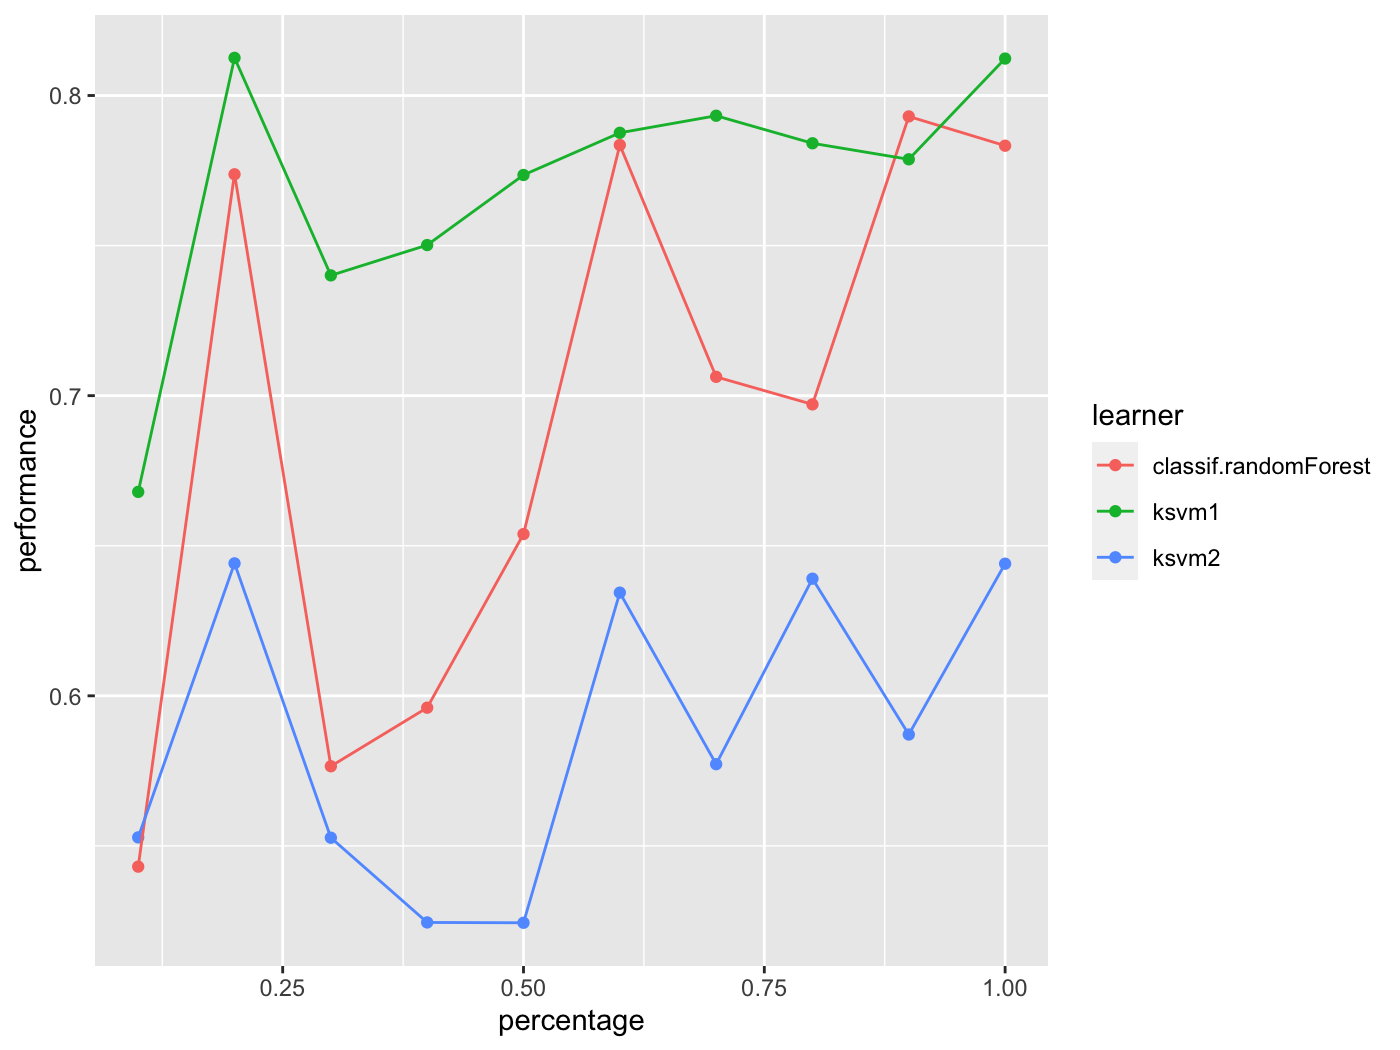 0.8
0.7
0.6
performance
0.25
0.50
0.75
1.00
percentage
learner
classif.randomForest
ksvm1
ksvm2